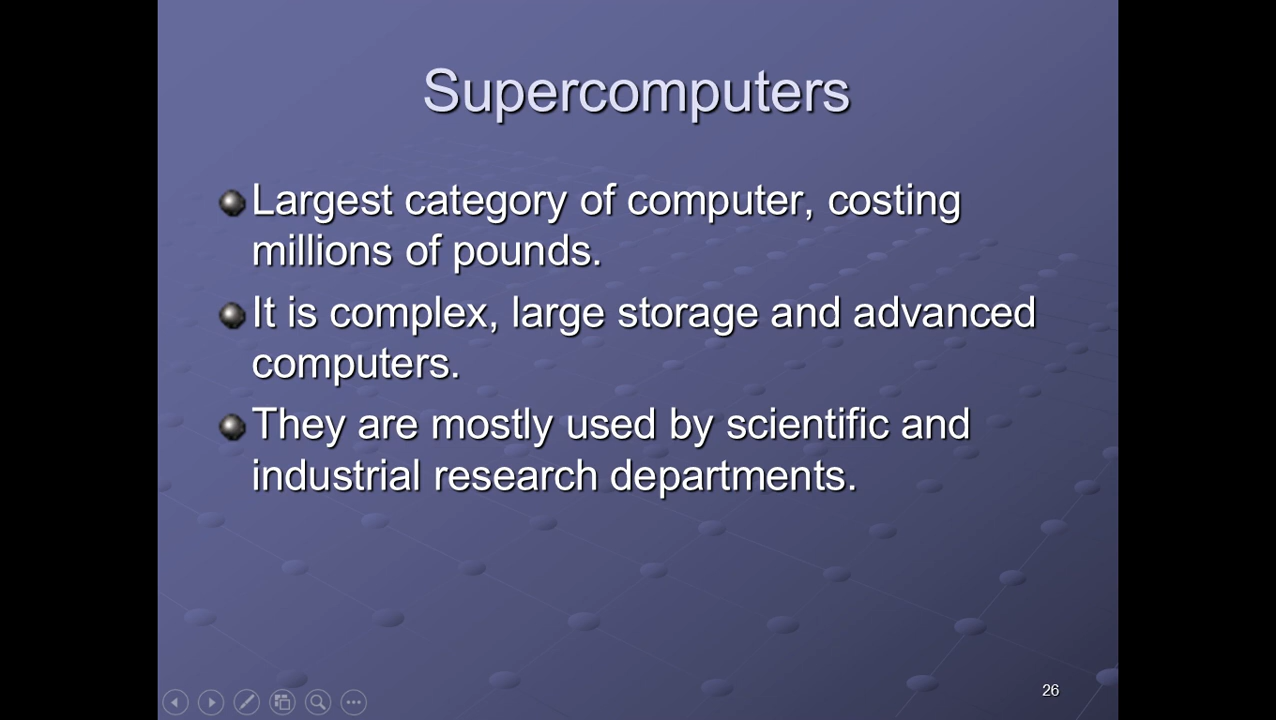 Supercomputers
Largest category of computer, costing
millions of pounds.
It is complex, large storage and advanced
computers.
They are mostly used by scientific and
industrial research departments.
26